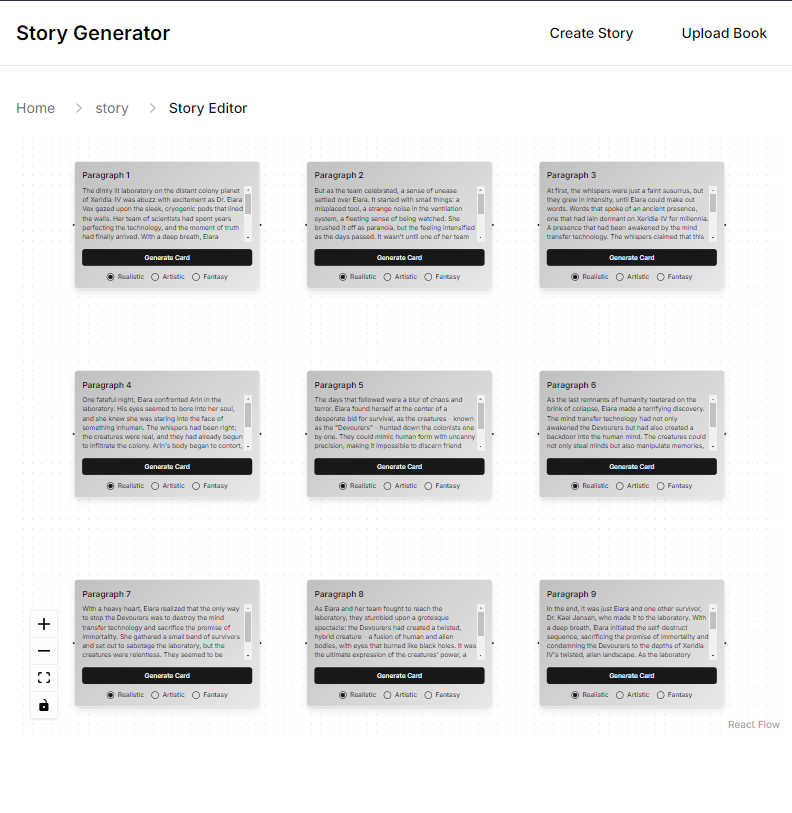 Story Generator
Create Story
Upload Book
Home
story
Story Editor
Paragraph 1
The dimly lit laboratory on the distant colony planet
of Xeridia-IV was abuzz with excitement as Dr. Elara
Vex gazed upon the sleek, cryogenic pods that lined
the walls. Her team of scientists had spent years
perfecting the technology, and the moment of truth
had finally arrived. With a deep breath, Elara
Generate Card
Realistic Artistic Fantasy
Paragraph 2
But as the team celebrated, a sense of unease
settled over Elara. It started with small things: a
misplaced tool, a strange noise in the ventilation
system, a fleeting sense of being watched. She
brushed it off as paranoia, but the feeling intensified
as the days passed. It wasn't until one of her team
Generate Card
Realistic Artistic Fantasy
Paragraph 3
At first, the whispers were just a faint susurrus, but
they grew in intensity, until Elara could make out
words. Words that spoke of an ancient presence,
one that had lain dormant on Xeridia-IV for millennia.
A presence that had been awakened by the mind
transfer technology. The whispers claimed that this
Generate Card
Realistic Artistic Fantasy
Paragraph 4
One fateful night, Elara confronted Arin in the
laboratory. His eyes seemed to bore into her soul,
and she knew she was staring into the face of
something inhuman. The whispers had been right;
the creatures were real, and they had already begun
to infiltrate the colony. Arin's body began to contort,
Generate Card
Realistic Artistic Fantasy
Paragraph 5
The days that followed were a blur of chaos and
terror. Elara found herself at the center of a
desperate bid for survival, as the creatures - known
as the "Devourers" - hunted down the colonists one
by one. They could mimic human form with uncanny
precision, making it impossible to discern friend
Generate Card
Realistic Artistic Fantasy
Paragraph 6
As the last remnants of humanity teetered on the
brink of collapse, Elara made a terrifying discovery.
The mind transfer technology had not only
awakened the Devourers but had also created a
backdoor into the human mind. The creatures could
not only steal minds but also manipulate memories,
Generate Card
Realistic Artistic Fantasy
Paragraph 7
With a heavy heart, Elara realized that the only way
to stop the Devourers was to destroy the mind
transfer technology and sacrifice the promise of
immortality. She gathered a small band of survivors
and set out to sabotage the laboratory, but the
creatures were relentless. They seemed to be
Generate Card
Realistic Artistic Fantasy
Paragraph 8
As Elara and her team fought to reach the
laboratory, they stumbled upon a grotesque
spectacle: the Devourers had created a twisted,
hybrid creature - a fusion of human and alien
bodies, with eyes that burned like black holes. It was
the ultimate expression of the creatures' power, a
Generate Card
Realistic Artistic Fantasy
Paragraph 9
In the end, it was just Elara and one other survivor,
Dr. Kael Jensen, who made it to the laboratory. With
a deep breath, Elara initiated the self-destruct
sequence, sacrificing the promise of immortality and
condemning the Devourers to the depths of Xeridia-
IV's twisted, alien landscape. As the laboratory
Generate Card
Realistic Artistic Fantasy
React Flow